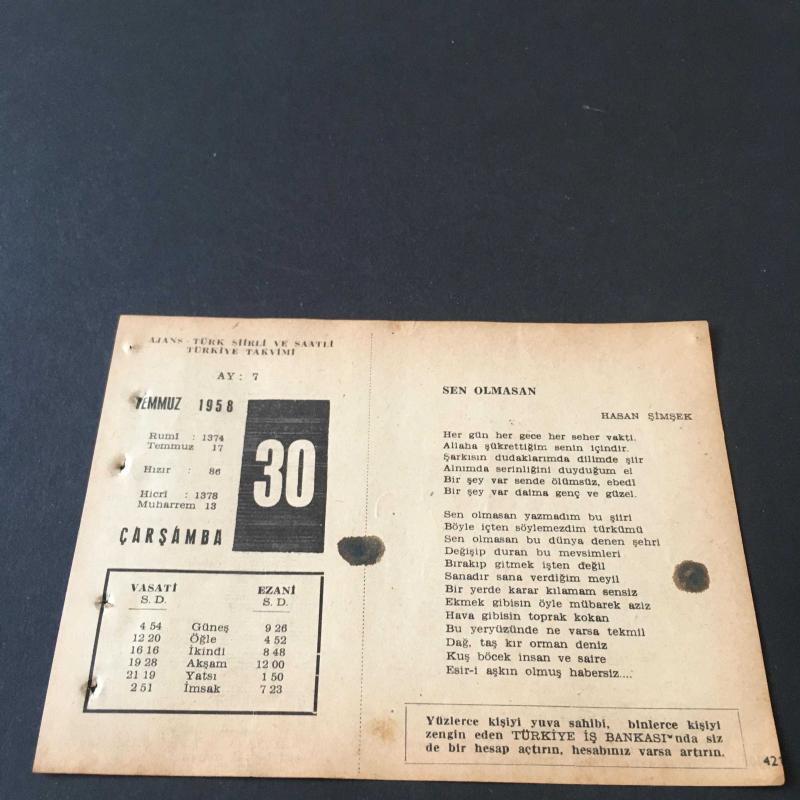 AJANS - TÜRK ŞİİRLİ VE SAATLİ
TÜRKİYE TAKVİMİ
AY : 7
TEMMUZ 1958
Rumî : 1374
Temmuz 17
Hızır : 86
Hicrî : 1378
Muharrem 13
30
ÇARŞAMBA
VASATİ EZANİ
S. D. S. D.
4 54 Güneş 9 26
12 20 Öğle 4 52
16 16 İkindi 8 48
19 28 Akşam 12 00
21 19 Yatsı 1 50
2 51 İmsak 7 23
SEN OLMASAN
HASAN ŞİMŞEK
Her gün her gece her seher vakti.
Allaha şükrettiğim senin içindir.
Şarkısın dudaklarımda dilimde şiir
Alnımda serinliğini duyduğum el
Bir şey var sende ölümsüz, ebedî
Bir şey var daima genç ve güzel.
Sen olmasan yazmazdım bu şiiri
Böyle içten söylemezdim türkümü
Sen olmasan bu dünya denen şehri
Değişip duran bu mevsimleri
Bırakıp gitmek işten değil
Sanadır sana verdiğim meyil
Bir yerde karar kılamam sensiz
Ekmek gibisin öyle mübarek aziz
Hava gibisin toprak kokan
Bu yeryüzünde ne varsa tekmil
Dağ, taş kır orman deniz
Kuş böcek insan ve saire
Esir-i aşkın olmuş habersiz....
Yüzlerce kişiyi yuva sahibi, binlerce kişiyi
zengin eden TÜRKİYE İŞ BANKASI'nda siz
de bir hesap açtırın, hesabınız varsa artırın.